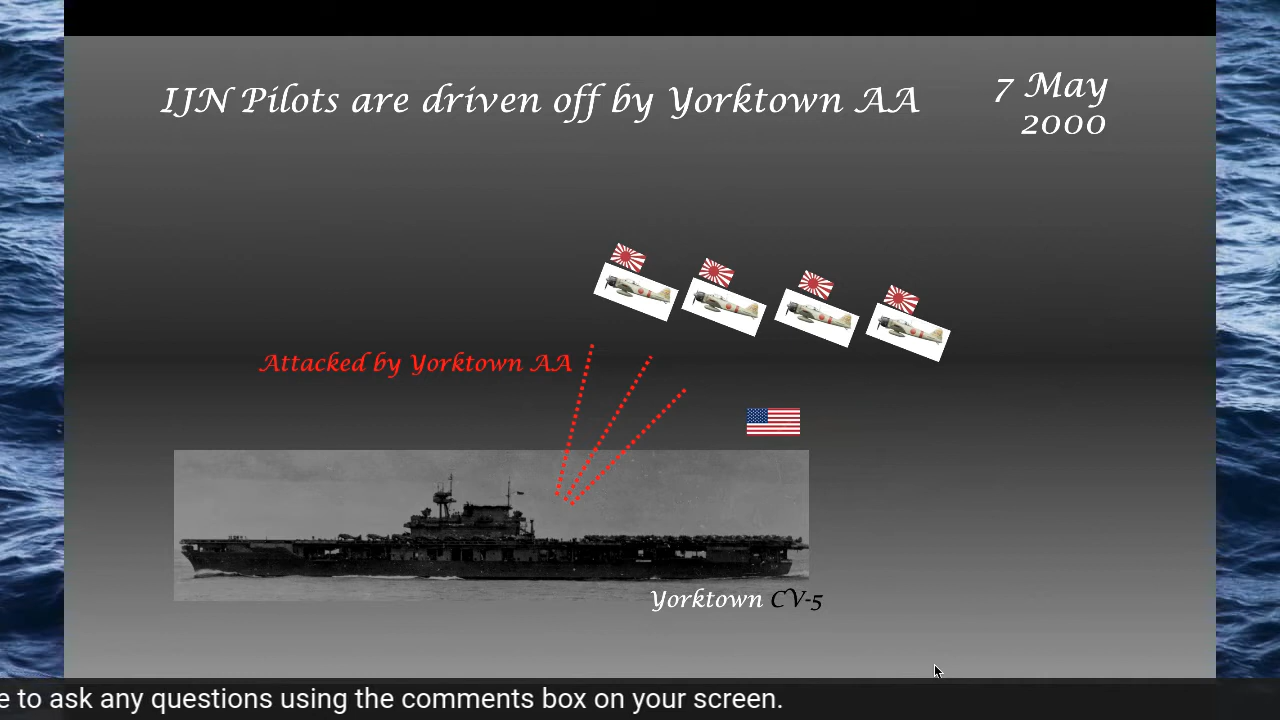 IJN Pilots are driven off by Yorktown AA
7 May
2000
Attacked by Yorktown AA
Yorktown CV-5
e to ask any questions using the comments box on your screen.